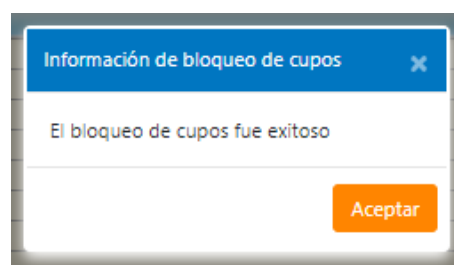 Información de bloqueo de cupos ×
El bloqueo de cupos fue exitoso
Aceptar